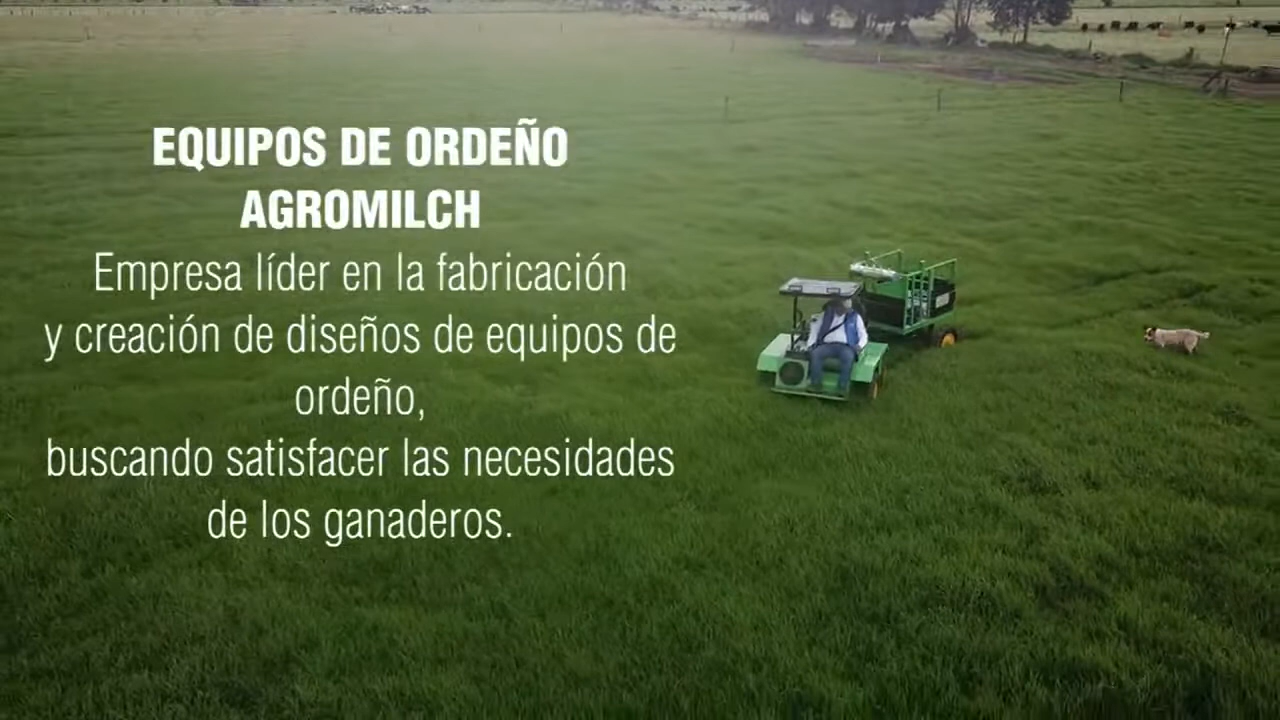 EQUIPOS DE ORDEÑO
AGROMILCH
Empresa líder en la fabricación
y creación de diseños de equipos de
ordeño,
buscando satisfacer las necesidades
de los ganaderos.